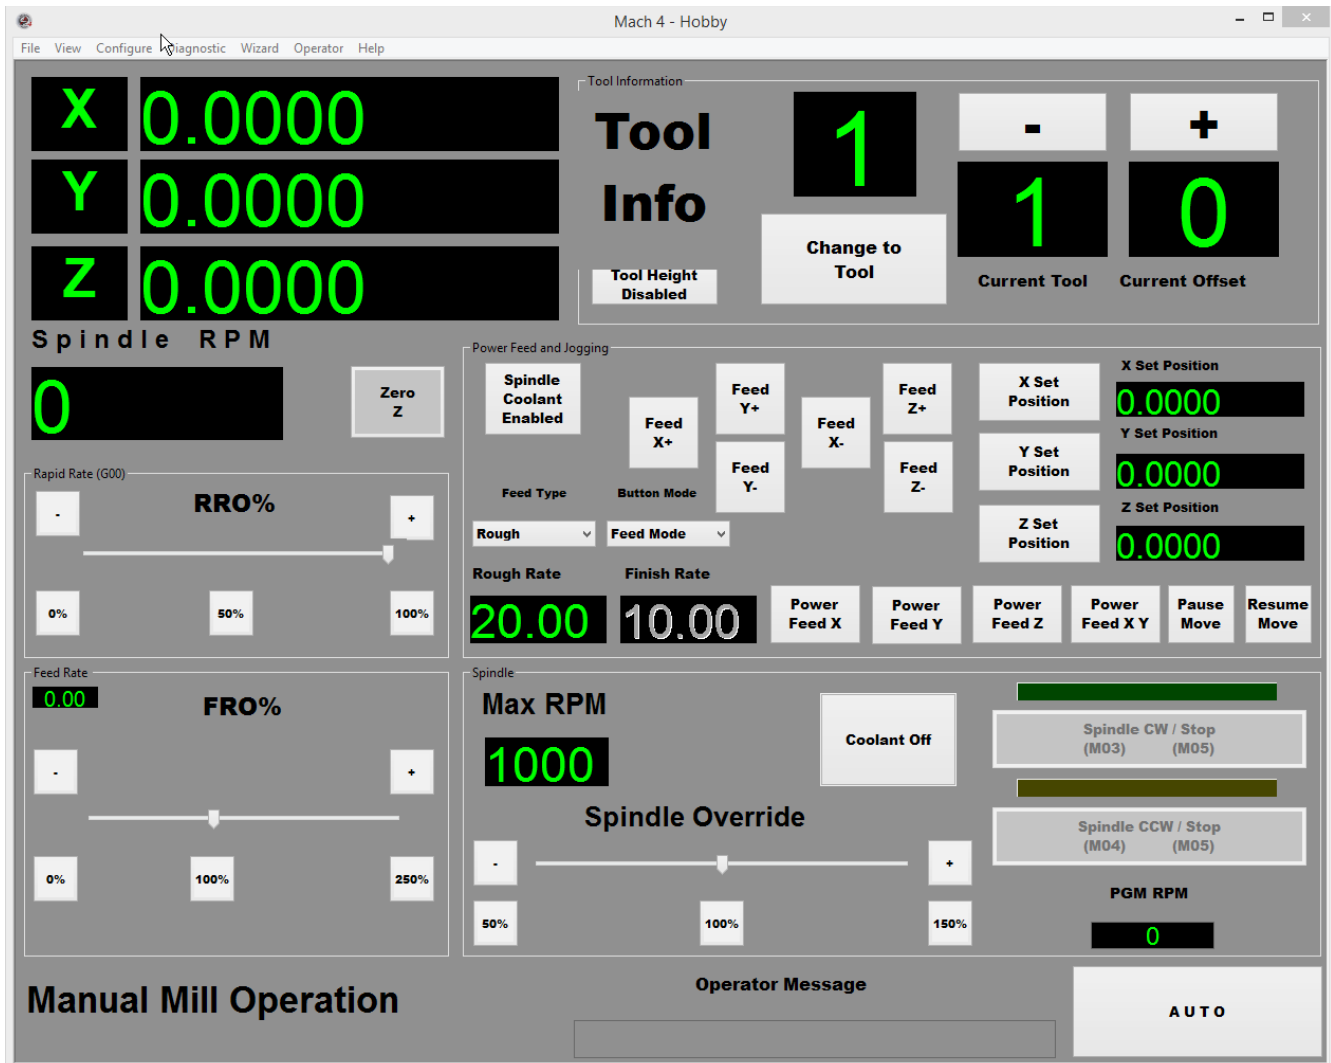 Mach 4 - Hobby
File View Configure Diagnostic Wizard Operator Help
X 0.0000
Y 0.0000
Z 0.0000
Spindle RPM
0
Zero
Z
Tool Information
Tool
Info
1
-
+
Change to
Tool
1
0
Current Tool
Current Offset
Tool Height
Disabled
Power Feed and Jogging
Spindle
Coolant
Enabled
Feed
X+
Feed
Y+
Feed
Y-
Feed
X-
Feed
Z+
Feed
Z-
X Set
Position
Y Set
Position
Z Set
Position
X Set Position
0.0000
Y Set Position
0.0000
Z Set Position
0.0000
Feed Type
Button Mode
Rough
Feed Mode
Rough Rate
Finish Rate
20.00
10.00
Power
Feed X
Power
Feed Y
Power
Feed Z
Power
Feed X Y
Pause
Move
Resume
Move
Rapid Rate (G00)
RRO%
-
+
0%
50%
100%
Feed Rate
0.00
FRO%
-
+
0%
100%
250%
Spindle
Max RPM
1000
Coolant Off
Spindle CW / Stop
(M03) (M05)
Spindle CCW / Stop
(M04) (M05)
Spindle Override
-
+
50%
100%
150%
PGM RPM
0
Manual Mill Operation
Operator Message
AUTO